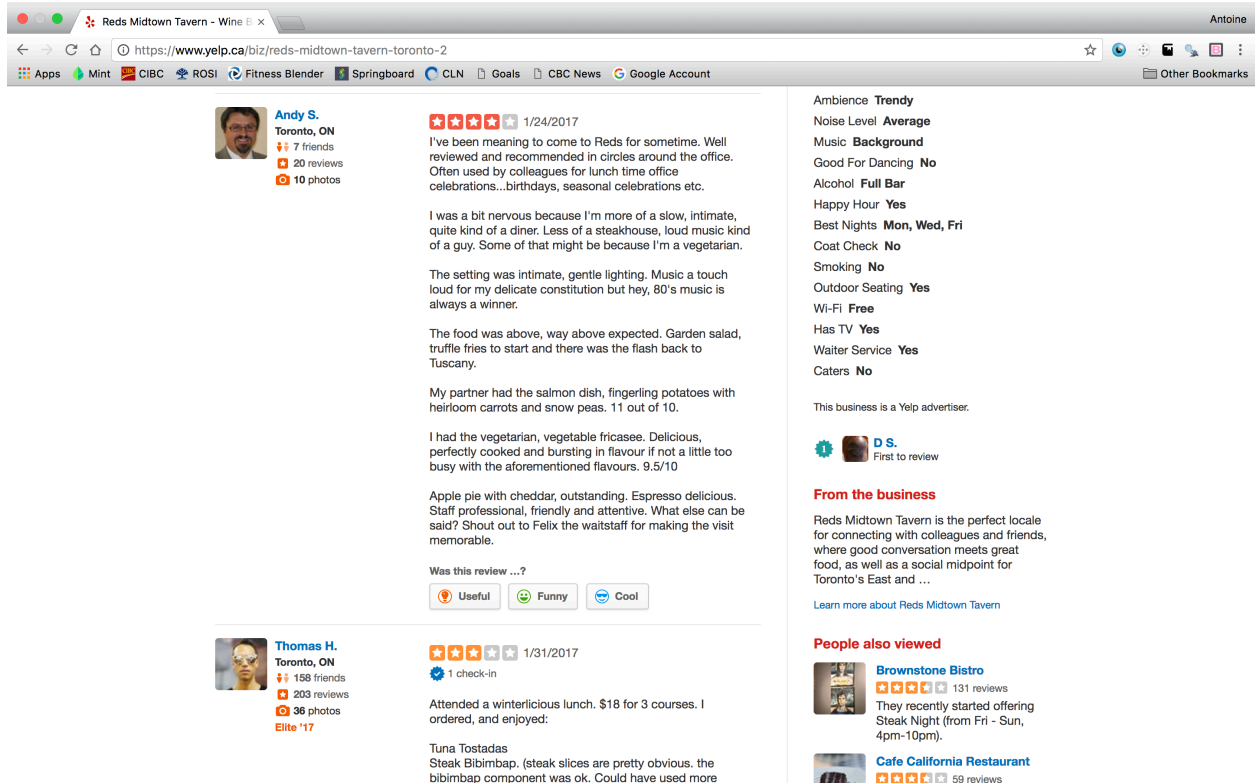 Reds Midtown Tavern - Wine B
Antoine
https://www.yelp.ca/biz/reds-midtown-tavern-toronto-2
Apps Mint CIBC ROSI Fitness Blender Springboard CLN Goals CBC News Google Account Other Bookmarks
Andy S.
Toronto, ON
7 friends
20 reviews
10 photos
1/24/2017
I've been meaning to come to Reds for sometime. Well
reviewed and recommended in circles around the office.
Often used by colleagues for lunch time office
celebrations...birthdays, seasonal celebrations etc.
I was a bit nervous because I'm more of a slow, intimate,
quite kind of a diner. Less of a steakhouse, loud music kind
of a guy. Some of that might be because I'm a vegetarian.
The setting was intimate, gentle lighting. Music a touch
loud for my delicate constitution but hey, 80's music is
always a winner.
The food was above, way above expected. Garden salad,
truffle fries to start and there was the flash back to
Tuscany.
My partner had the salmon dish, fingerling potatoes with
heirloom carrots and snow peas. 11 out of 10.
I had the vegetarian, vegetable fricasee. Delicious,
perfectly cooked and bursting in flavour if not a little too
busy with the aforementioned flavours. 9.5/10
Apple pie with cheddar, outstanding. Espresso delicious.
Staff professional, friendly and attentive. What else can be
said? Shout out to Felix the waitstaff for making the visit
memorable.
Was this review ...?
Useful Funny Cool
Thomas H.
Toronto, ON
158 friends
203 reviews
36 photos
Elite '17
1/31/2017
1 check-in
Attended a winterlicious lunch. $18 for 3 courses. I
ordered, and enjoyed:
Tuna Tostadas
Steak Bibimbap. (steak slices are pretty obvious. the
bibimbap component was ok. Could have used more
Ambience Trendy
Noise Level Average
Music Background
Good For Dancing No
Alcohol Full Bar
Happy Hour Yes
Best Nights Mon, Wed, Fri
Coat Check No
Smoking No
Outdoor Seating Yes
Wi-Fi Free
Has TV Yes
Waiter Service Yes
Caters No
This business is a Yelp advertiser.
1
D S.
First to review
From the business
Reds Midtown Tavern is the perfect locale
for connecting with colleagues and friends,
where good conversation meets great
food, as well as a social midpoint for
Toronto's East and …
Learn more about Reds Midtown Tavern
People also viewed
Brownstone Bistro
131 reviews
They recently started offering
Steak Night (from Fri - Sun,
4pm-10pm).
Cafe California Restaurant
59 reviews